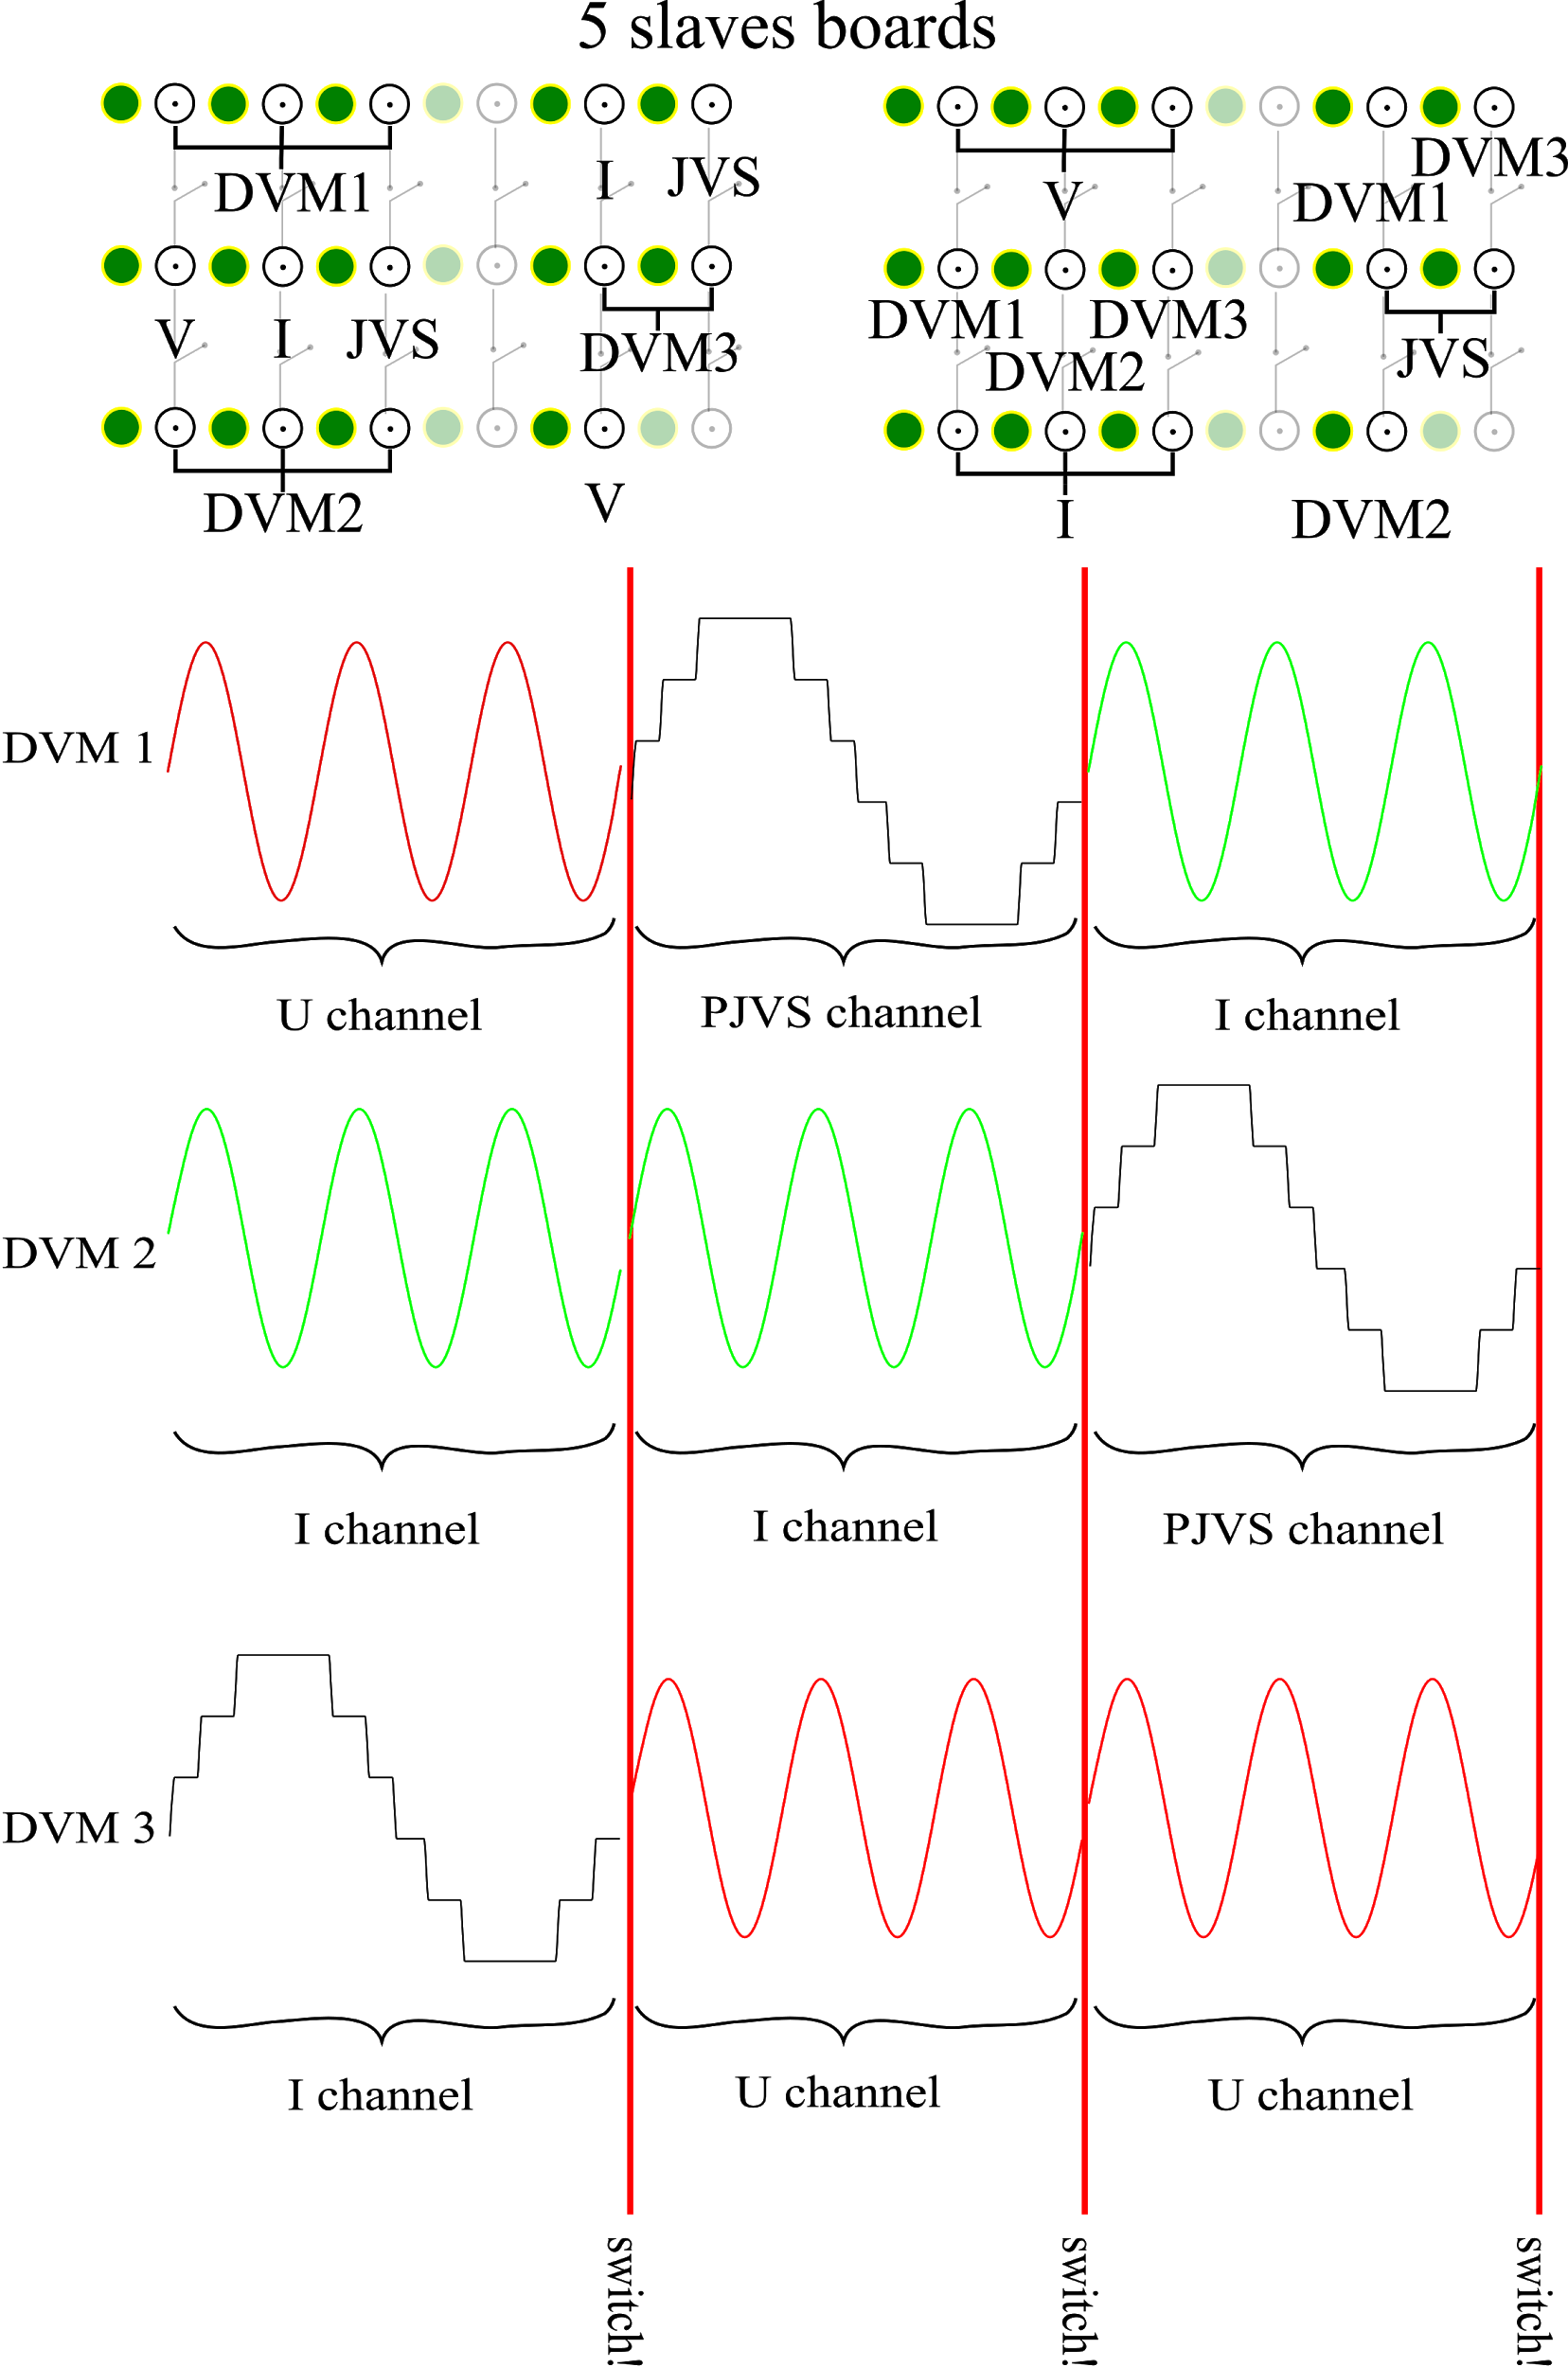 5 slaves boards
DVM1
I
JVS
V
DVM1
DVM3
V
I
JVS
DVM3
DVM1
DVM2
DVM3
JVS
DVM2
V
I
DVM2
DVM 1
U channel
PJVS channel
I channel
DVM 2
I channel
I channel
PJVS channel
DVM 3
I channel
U channel
U channel
switch!
switch!
switch!